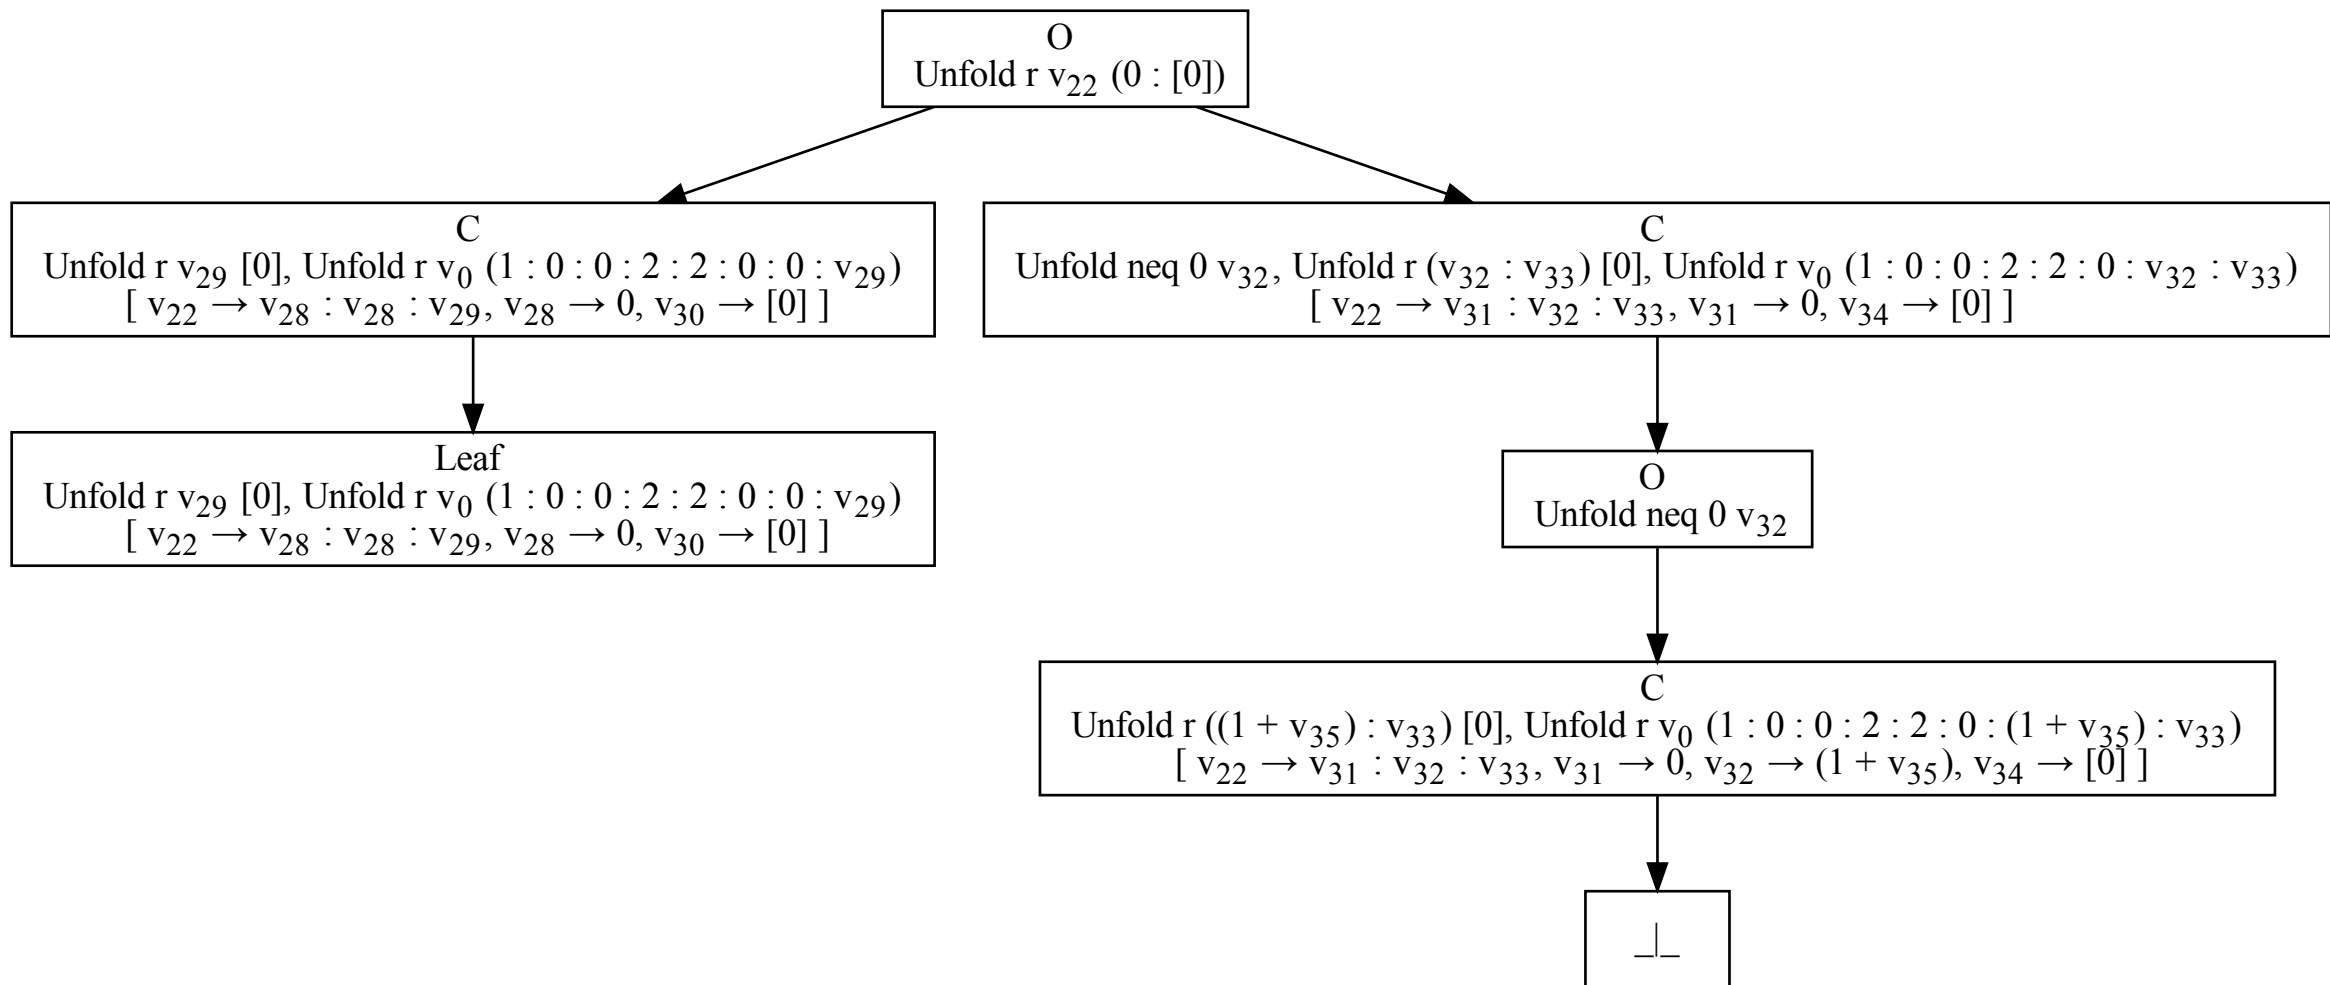 O
Unfold r v22 (0 : [0])
C
Unfold r v29 [0], Unfold r v0 (1 : 0 : 0 : 2 : 2 : 0 : 0 : v29)
[ v22 → v28 : v28 : v29, v28 → 0, v30 → [0] ]
C
Unfold neq 0 v32, Unfold r (v32 : v33) [0], Unfold r v0 (1 : 0 : 0 : 2 : 2 : 0 : v32 : v33)
[ v22 → v31 : v32 : v33, v31 → 0, v34 → [0] ]
Leaf
Unfold r v29 [0], Unfold r v0 (1 : 0 : 0 : 2 : 2 : 0 : 0 : v29)
[ v22 → v28 : v28 : v29, v28 → 0, v30 → [0] ]
O
Unfold neq 0 v32
C
Unfold r ((1 + v35) : v33) [0], Unfold r v0 (1 : 0 : 0 : 2 : 2 : 0 : (1 + v35) : v33)
[ v22 → v31 : v32 : v33, v31 → 0, v32 → (1 + v35), v34 → [0] ]
_|_